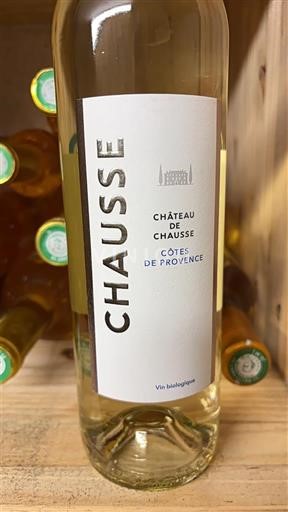 CHAUSSE
CHÂTEAU
DE
CHAUSSE
CÔTES
DE PROVENCE
Vin biologique